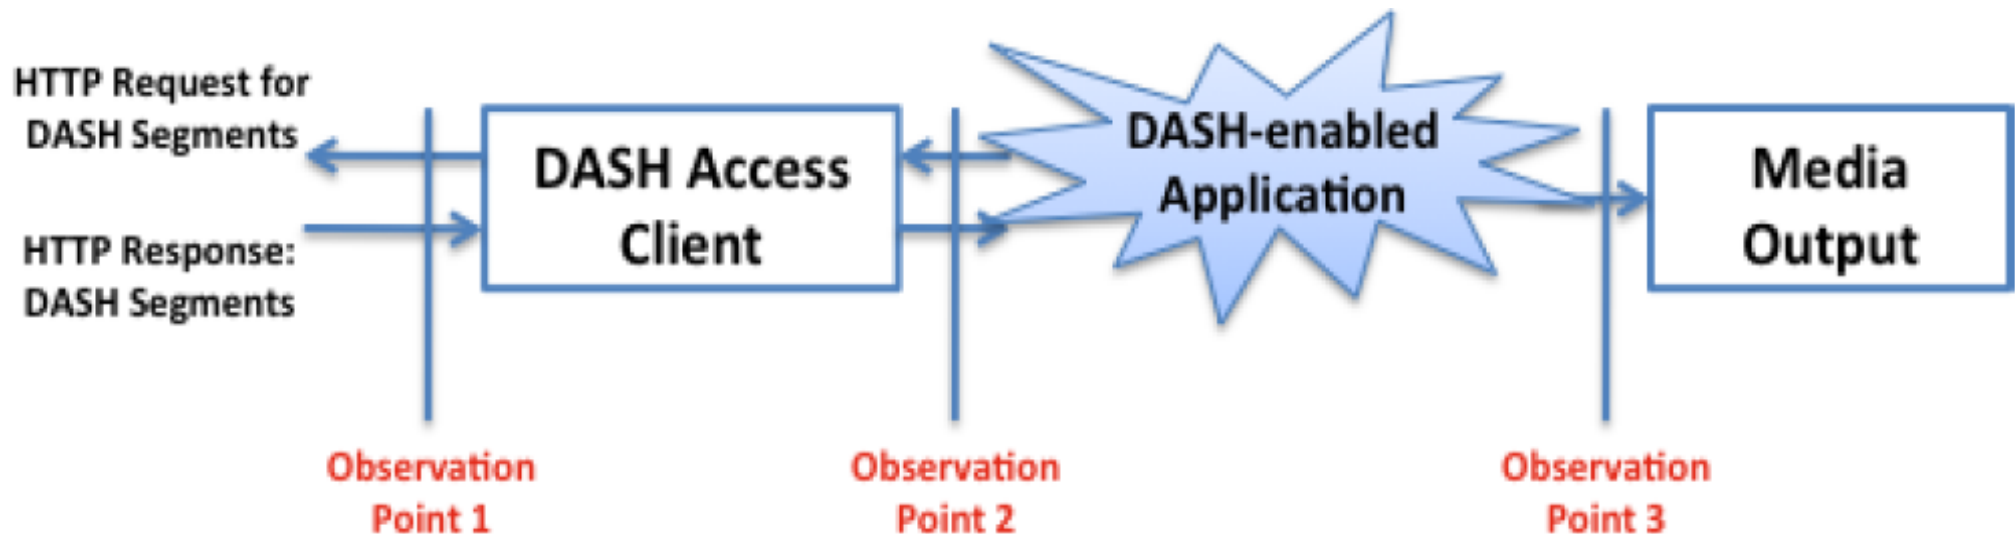 HTTP Request for
DASH Segments
HTTP Response:
DASH Segments
DASH Access
Client
DASH-enabled
Application
Media
Output
Observation
Point 1
Observation
Point 2
Observation
Point 3